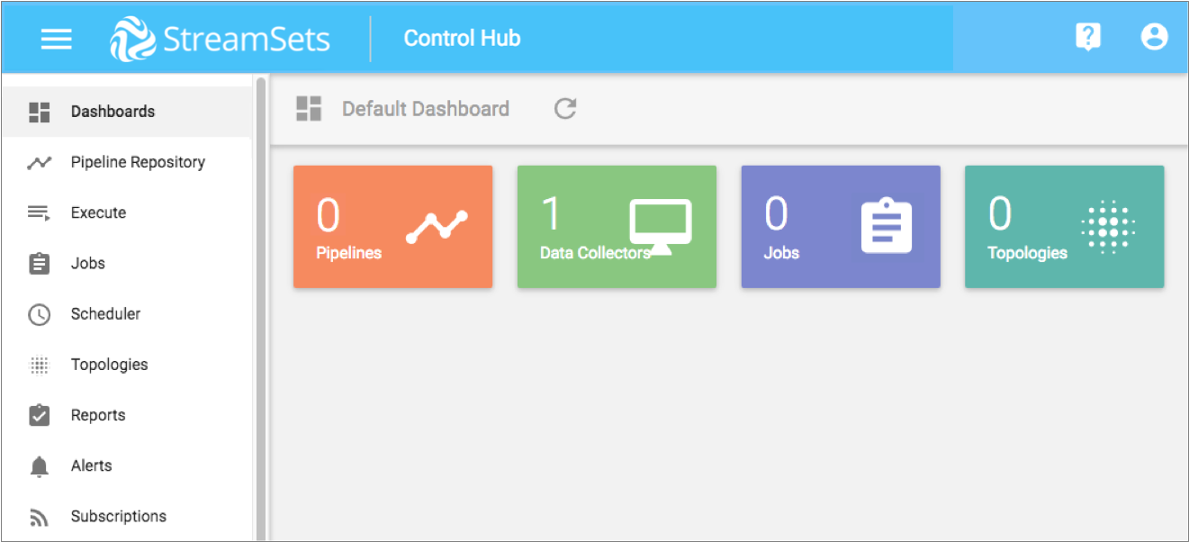 StreamSets
Control Hub
?
Dashboards
Pipeline Repository
Execute
Jobs
Scheduler
Topologies
Reports
Alerts
Subscriptions
Default Dashboard
0
Pipelines
1
Data Collectors
0
Jobs
0
Topologies